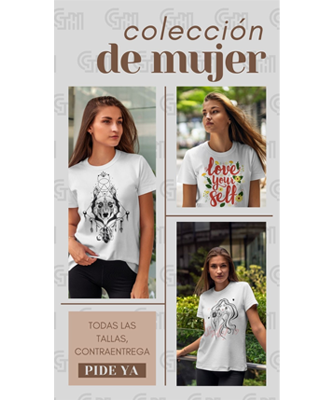 colección
de mujer
love
your
self
TODAS LAS
TALLAS,
CONTRAENTREGA
PIDE YA